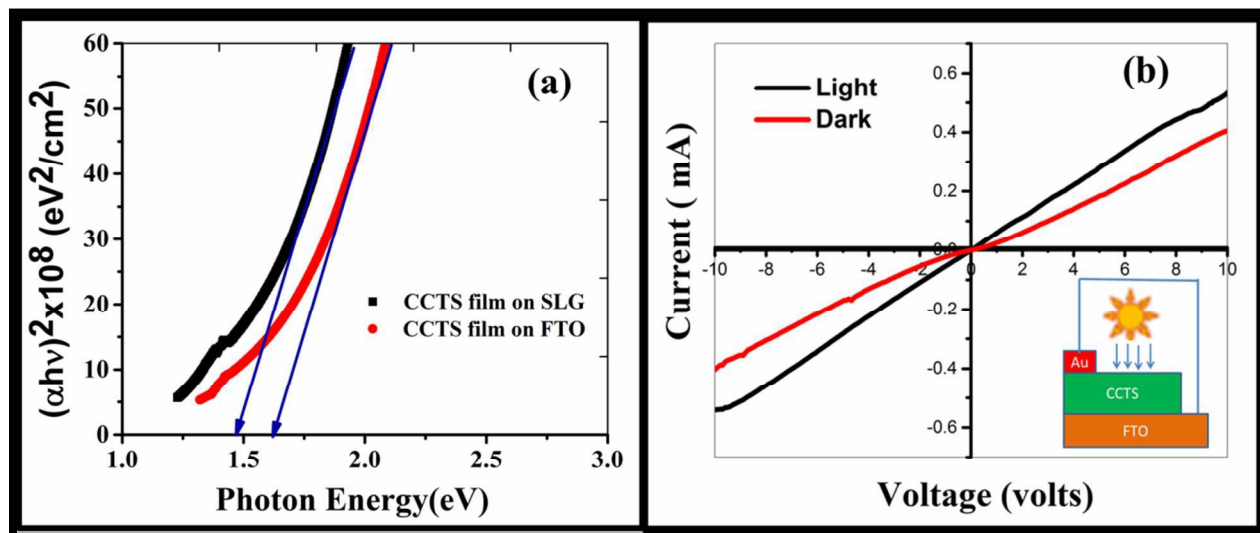 (a)
60
50
40
30
20
10
0
(αhν)²x10⁸ (eV²/cm²)
CCTS film on SLG
CCTS film on FTO
1.0 1.5 2.0 2.5 3.0
Photon Energy(eV)
(b)
Light
Dark
0.6
0.4
0.2
0.0
-0.2
-0.4
-0.6
-10 -8 -6 -4 -2 0 2 4 6 8 10
Current ( mA)
Au
CCTS
FTO
Voltage (volts)